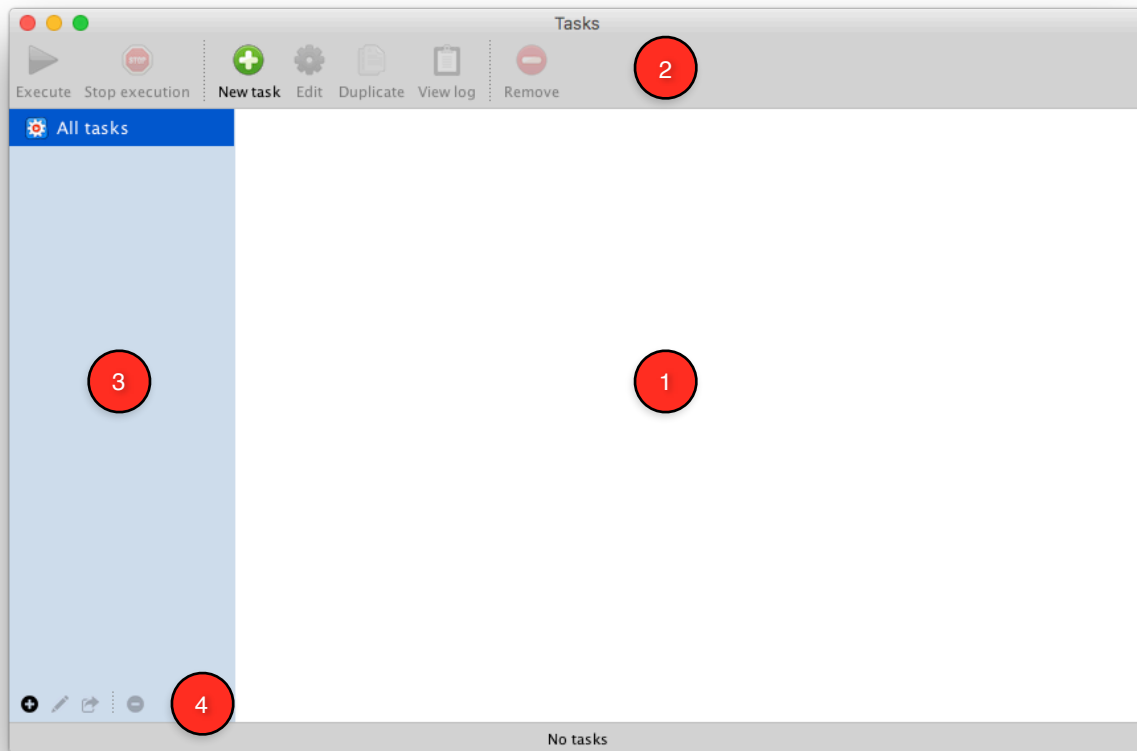 Tasks
2
Execute Stop execution New task Edit Duplicate View log Remove
STOP
All tasks
3
1
4
No tasks